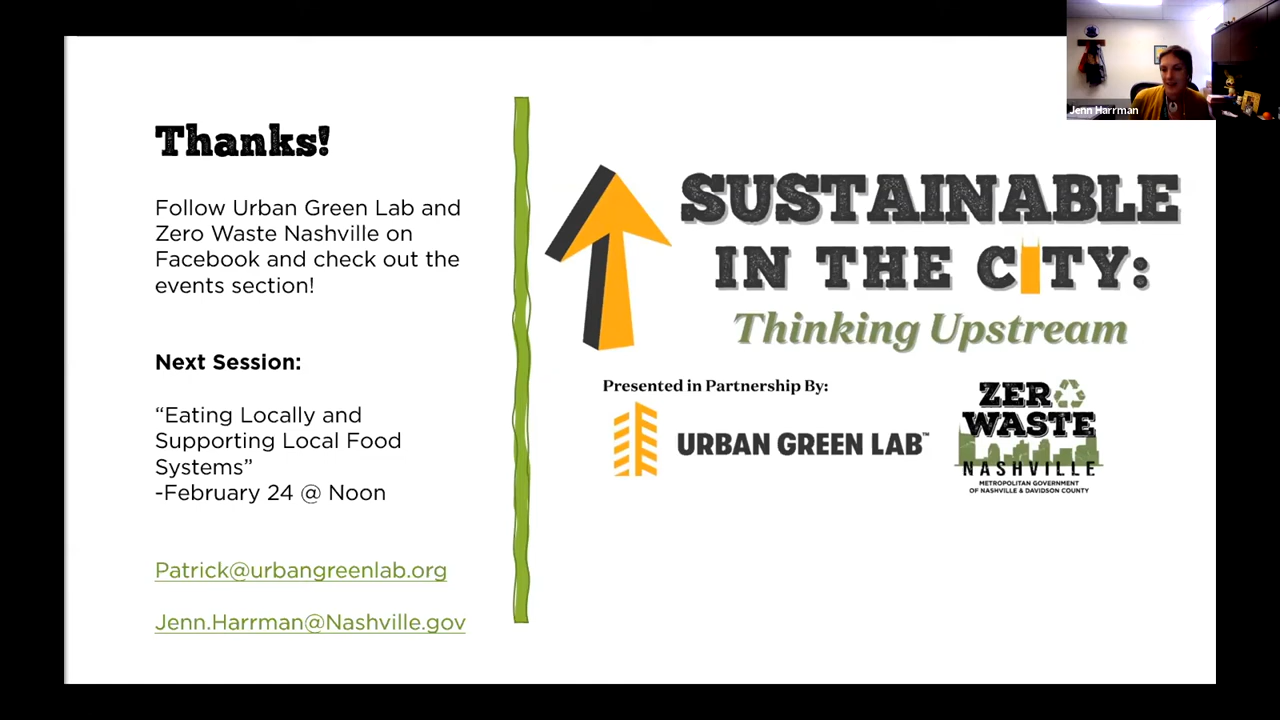 Jenn Harrman
Thanks!
Follow Urban Green Lab and
Zero Waste Nashville on
Facebook and check out the
events section!
Next Session:
“Eating Locally and
Supporting Local Food
Systems”
-February 24 @ Noon
Patrick@urbangreenlab.org
Jenn.Harrman@Nashville.gov
SUSTAINABLE
IN THE CITY:
Thinking Upstream
Presented in Partnership By:
URBAN GREEN LAB™
ZERO
WASTE
NASHVILLE
METROPOLITAN GOVERNMENT
OF NASHVILLE & DAVIDSON COUNTY